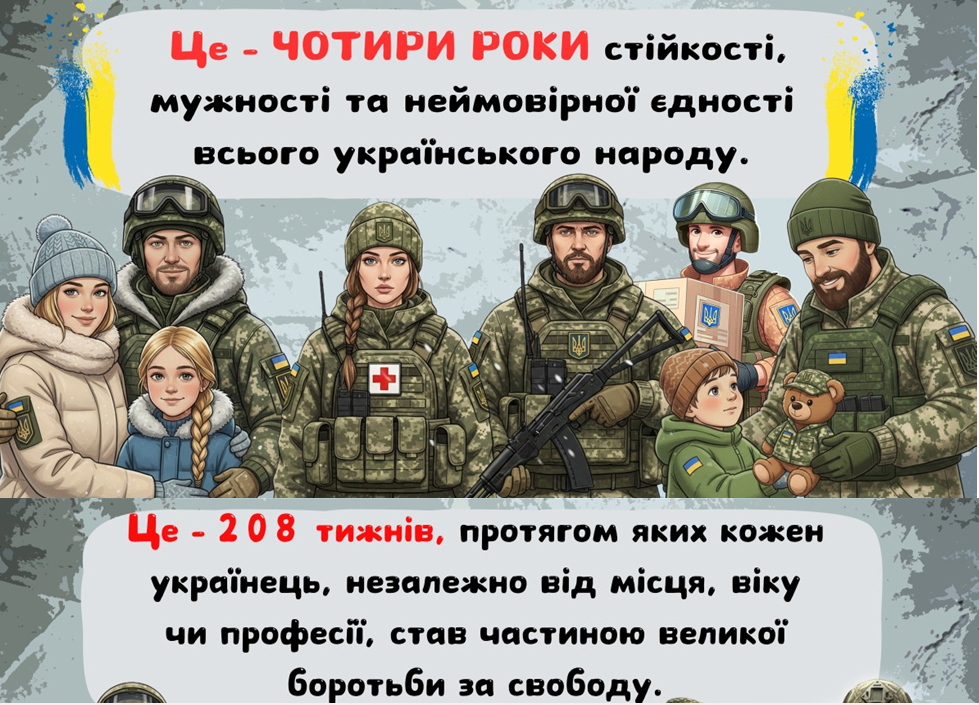 Це - ЧОТИРИ РОКИ стійкості,
мужності та неймовірної єдності
всього українського народу.
Це - 208 тижнів, протягом яких кожен
українець, незалежно від місця, віку
чи професії, став частиною великої
боротьби за свободу.